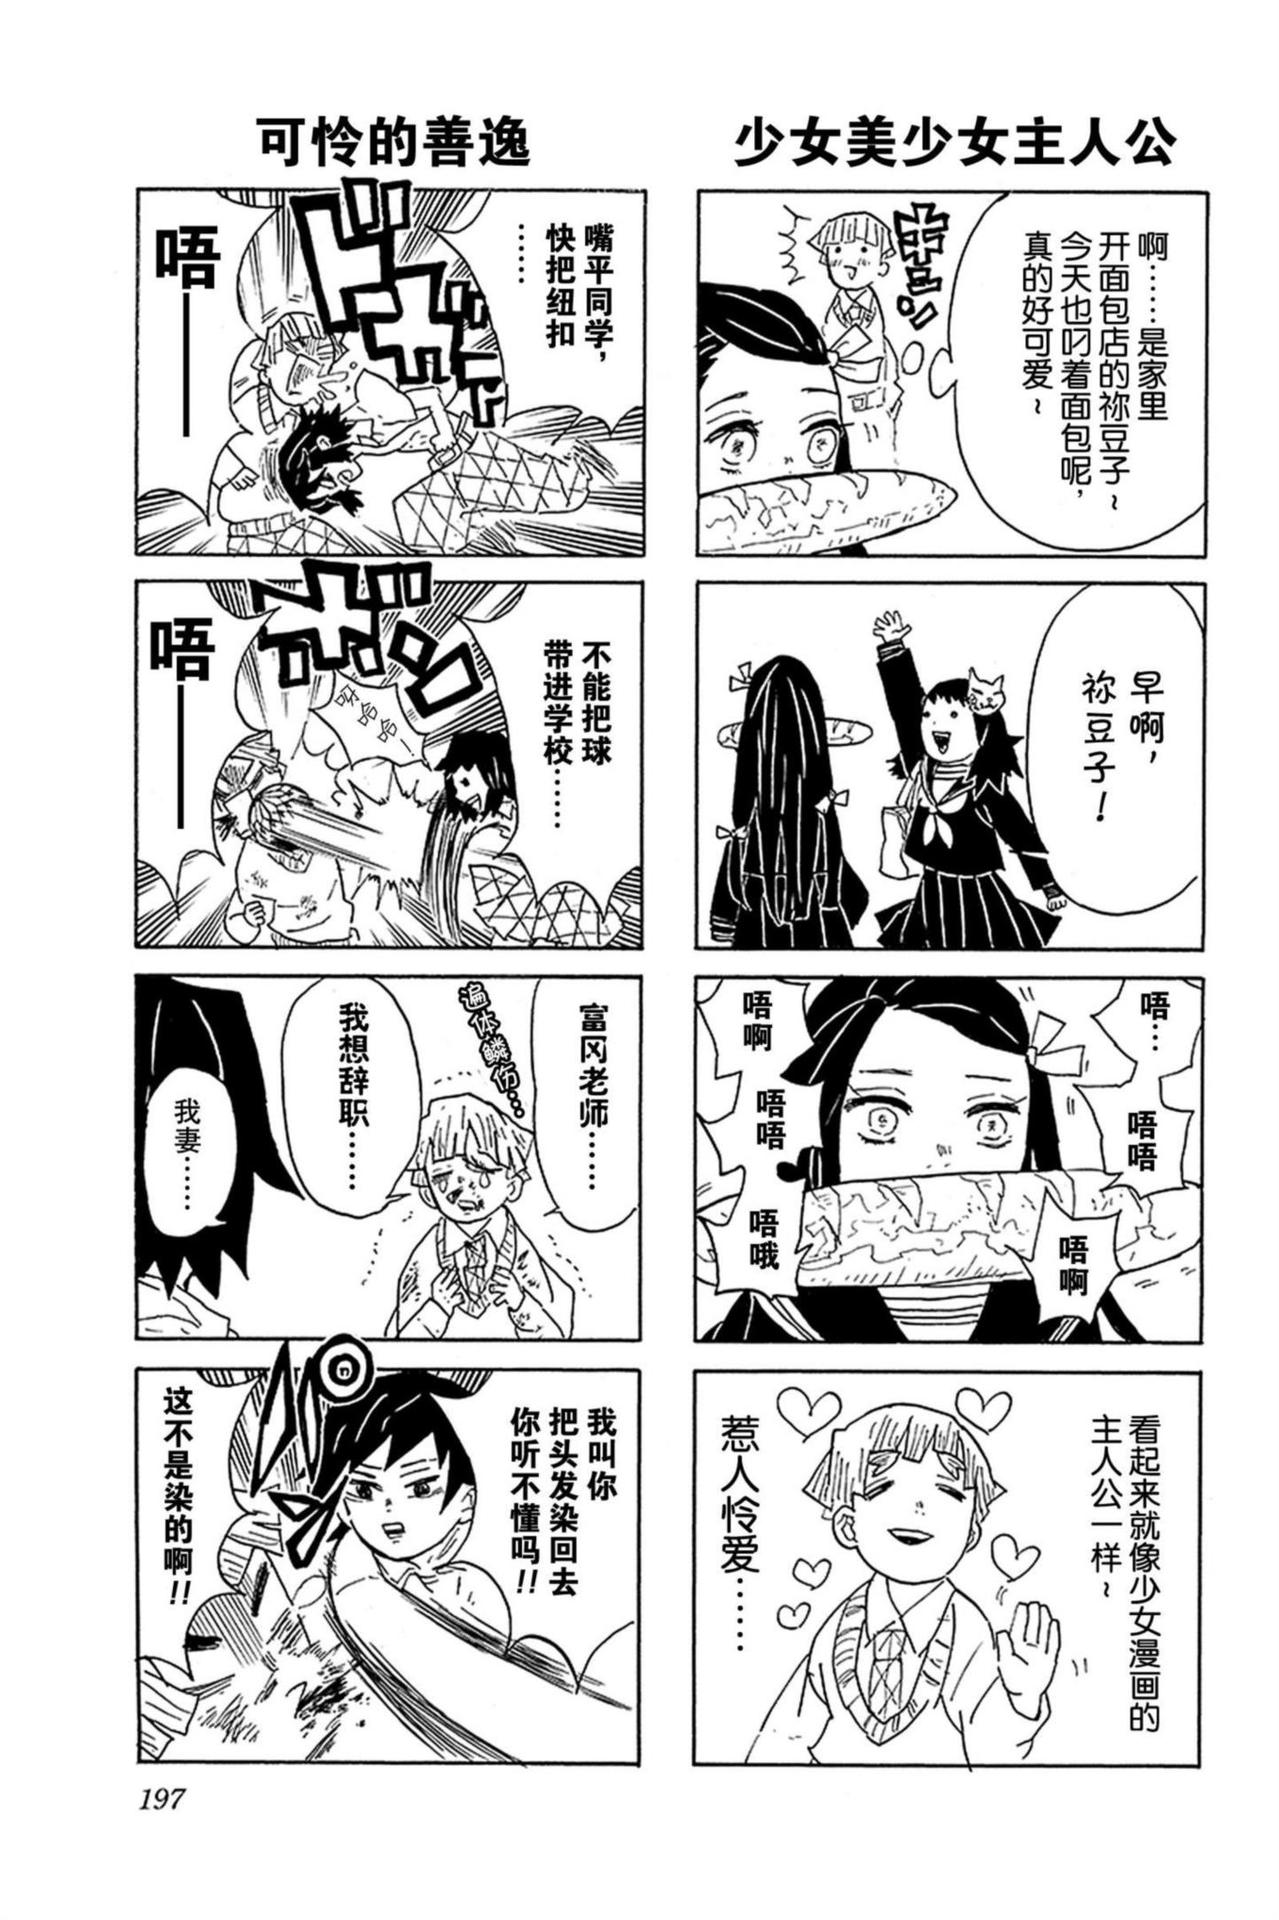 少女美少女主人公
啊……是家里
开面包店的祢豆子~
今天也叼着面包呢，
真的好可爱~
早啊，
祢豆子！
唔…
唔唔
唔啊
唔啊
唔唔
唔哦
看起来就像少女漫画的
主人公一样~
惹人怜爱……
可怜的善逸
嘴平同学，
快把纽扣
……
唔——
不能把球
带进学校……
呀哈哈—！
唔——
富冈老师……
遍体鳞伤…
我想辞职……
我妻……
我叫你
把头发染回去
你听不懂吗!!
这不是染的啊!!
197